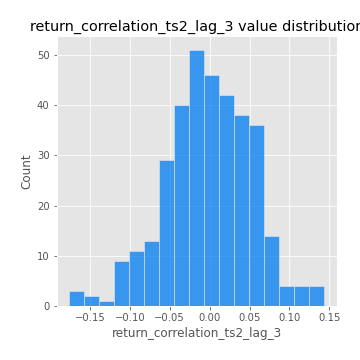 return_correlation_ts2_lag_3 value distribution
50
40
30
20
10
0
Count
−0.15 −0.10 −0.05 0.00 0.05 0.10 0.15
return_correlation_ts2_lag_3